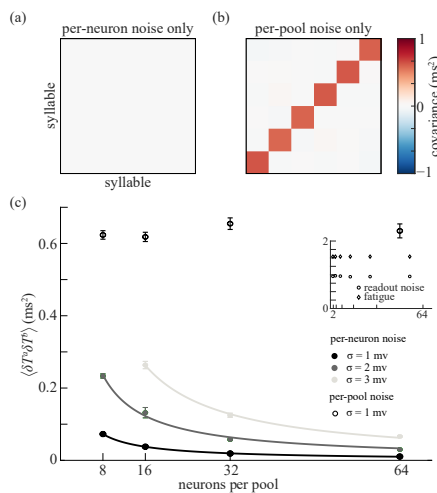 (a)
per-neuron noise only
syllable
syllable
(b)
per-pool noise only
1
0
−1
covariance (ms²)
(c)
0.6
0.4
0.2
0
⟨δTᵃδTᵇ⟩ (ms²)
8
16
32
64
neurons per pool
2
1
0
2
64
readout noise
fatigue
per-neuron noise
σ = 1 mv
σ = 2 mv
σ = 3 mv
per-pool noise
σ = 1 mv